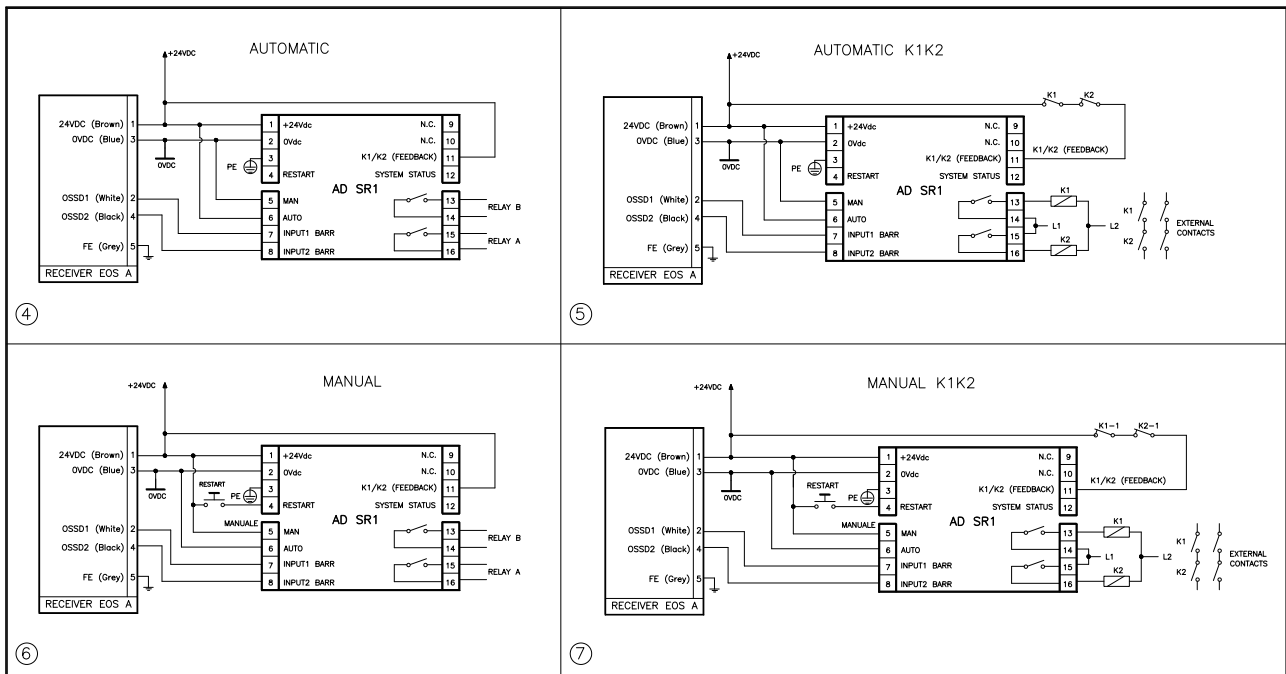 AUTOMATIC
+24VDC
24VDC (Brown) 1
0VDC (Blue) 3
0VDC
OSSD1 (White) 2
OSSD2 (Black) 4
FE (Grey) 5
RECEIVER EOS A
PE
1 +24Vdc
2 0Vdc
3
4 RESTART
AD SR1
5 MAN
6 AUTO
7 INPUT1 BARR
8 INPUT2 BARR
N.C. 9
N.C. 10
K1/K2 (FEEDBACK) 11
SYSTEM STATUS 12
13
14
15
16
RELAY B
RELAY A
4
AUTOMATIC K1K2
+24VDC
K1 K2
24VDC (Brown) 1
0VDC (Blue) 3
0VDC
OSSD1 (White) 2
OSSD2 (Black) 4
FE (Grey) 5
RECEIVER EOS A
PE
1 +24Vdc
2 0Vdc
3
4 RESTART
AD SR1
5 MAN
6 AUTO
7 INPUT1 BARR
8 INPUT2 BARR
N.C. 9
N.C. 10
K1/K2 (FEEDBACK) 11
SYSTEM STATUS 12
13
14
15
16
K1/K2 (FEEDBACK)
K1
L1
L2
K2
K1
K2
EXTERNAL
CONTACTS
5
MANUAL
+24VDC
24VDC (Brown) 1
0VDC (Blue) 3
0VDC
OSSD1 (White) 2
OSSD2 (Black) 4
FE (Grey) 5
RECEIVER EOS A
RESTART
PE
MANUALE
1 +24Vdc
2 0Vdc
3
4 RESTART
AD SR1
5 MAN
6 AUTO
7 INPUT1 BARR
8 INPUT2 BARR
N.C. 9
N.C. 10
K1/K2 (FEEDBACK) 11
SYSTEM STATUS 12
13
14
15
16
RELAY B
RELAY A
6
MANUAL K1K2
+24VDC
K1-1 K2-1
24VDC (Brown) 1
0VDC (Blue) 3
0VDC
OSSD1 (White) 2
OSSD2 (Black) 4
FE (Grey) 5
RECEIVER EOS A
RESTART
PE
MANUALE
1 +24Vdc
2 0Vdc
3
4 RESTART
AD SR1
5 MAN
6 AUTO
7 INPUT1 BARR
8 INPUT2 BARR
N.C. 9
N.C. 10
K1/K2 (FEEDBACK) 11
SYSTEM STATUS 12
13
14
15
16
K1/K2 (FEEDBACK)
K1
L1
L2
K2
K1
K2
EXTERNAL
CONTACTS
7